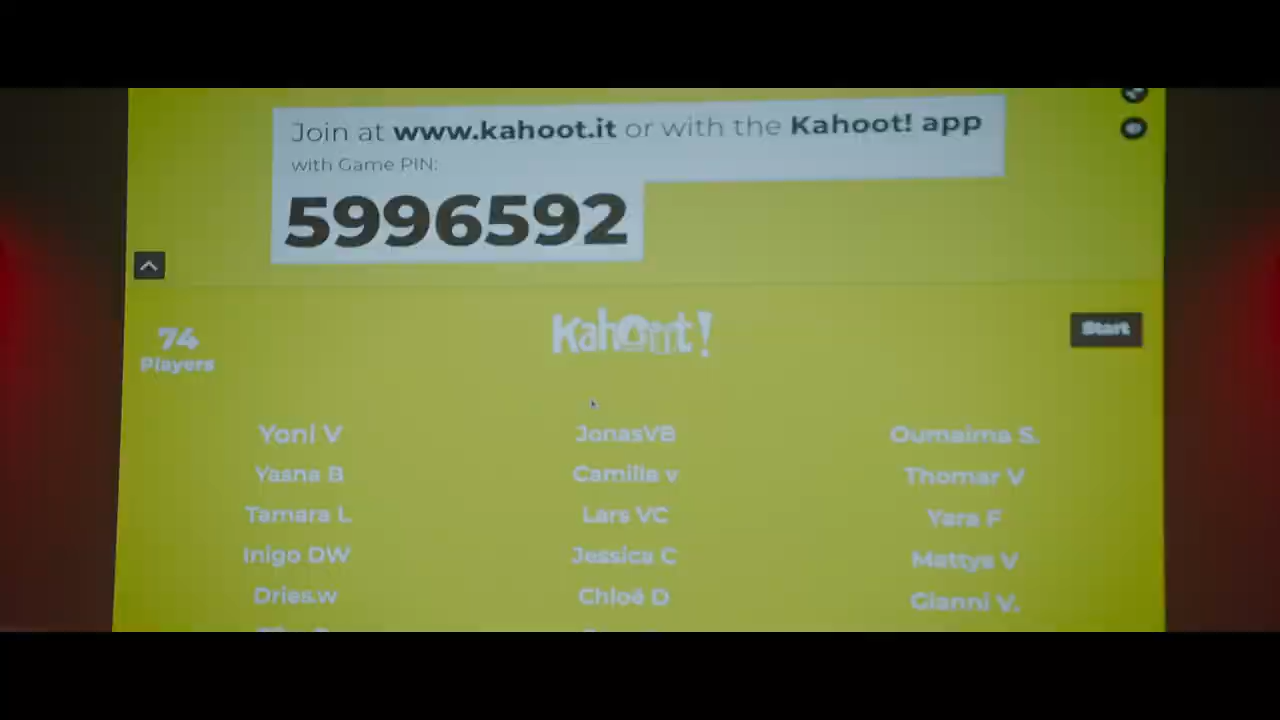 Join at www.kahoot.it or with the Kahoot! app
with Game PIN:
5996592
74
Players
Kahoot!
Start
Yoni V
JonasVB
Oumaima S.
Yasna B
Camille v
Thomar V
Tamara L
Lars VC
Yara F
Inigo DW
Jessica C
Mattys V
Dries.w
Chloë D
Gianni V.